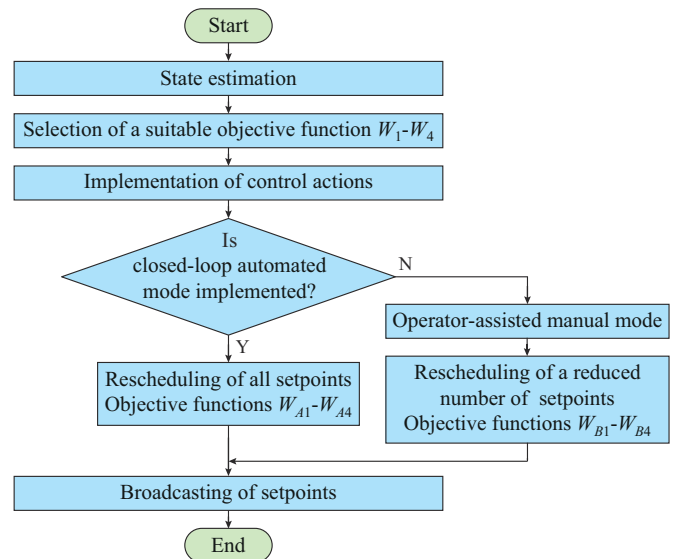 Start
State estimation
Selection of a suitable objective function W1-W4
Implementation of control actions
Is
closed-loop automated
mode implemented?
N
Operator-assisted manual mode
Y
Rescheduling of all setpoints
Objective functions WA1-WA4
Rescheduling of a reduced
number of setpoints
Objective functions WB1-WB4
Broadcasting of setpoints
End